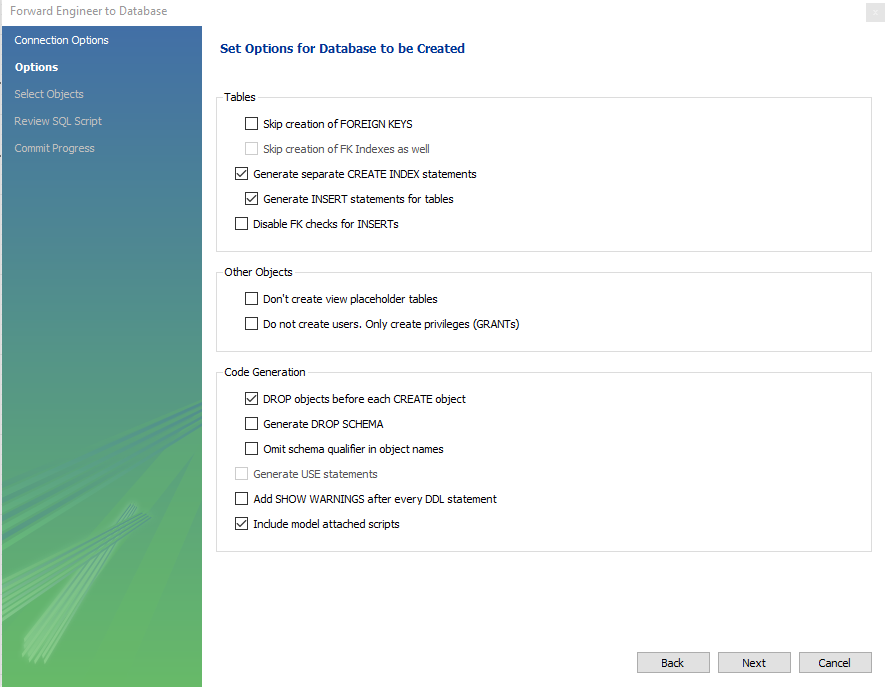 Forward Engineer to Database
Connection Options
Options
Select Objects
Review SQL Script
Commit Progress
Set Options for Database to be Created
Tables
Skip creation of FOREIGN KEYS
Skip creation of FK Indexes as well
Generate separate CREATE INDEX statements
Generate INSERT statements for tables
Disable FK checks for INSERTs
Other Objects
Don't create view placeholder tables
Do not create users. Only create privileges (GRANTs)
Code Generation
DROP objects before each CREATE object
Generate DROP SCHEMA
Omit schema qualifier in object names
Generate USE statements
Add SHOW WARNINGS after every DDL statement
Include model attached scripts
Back Next Cancel